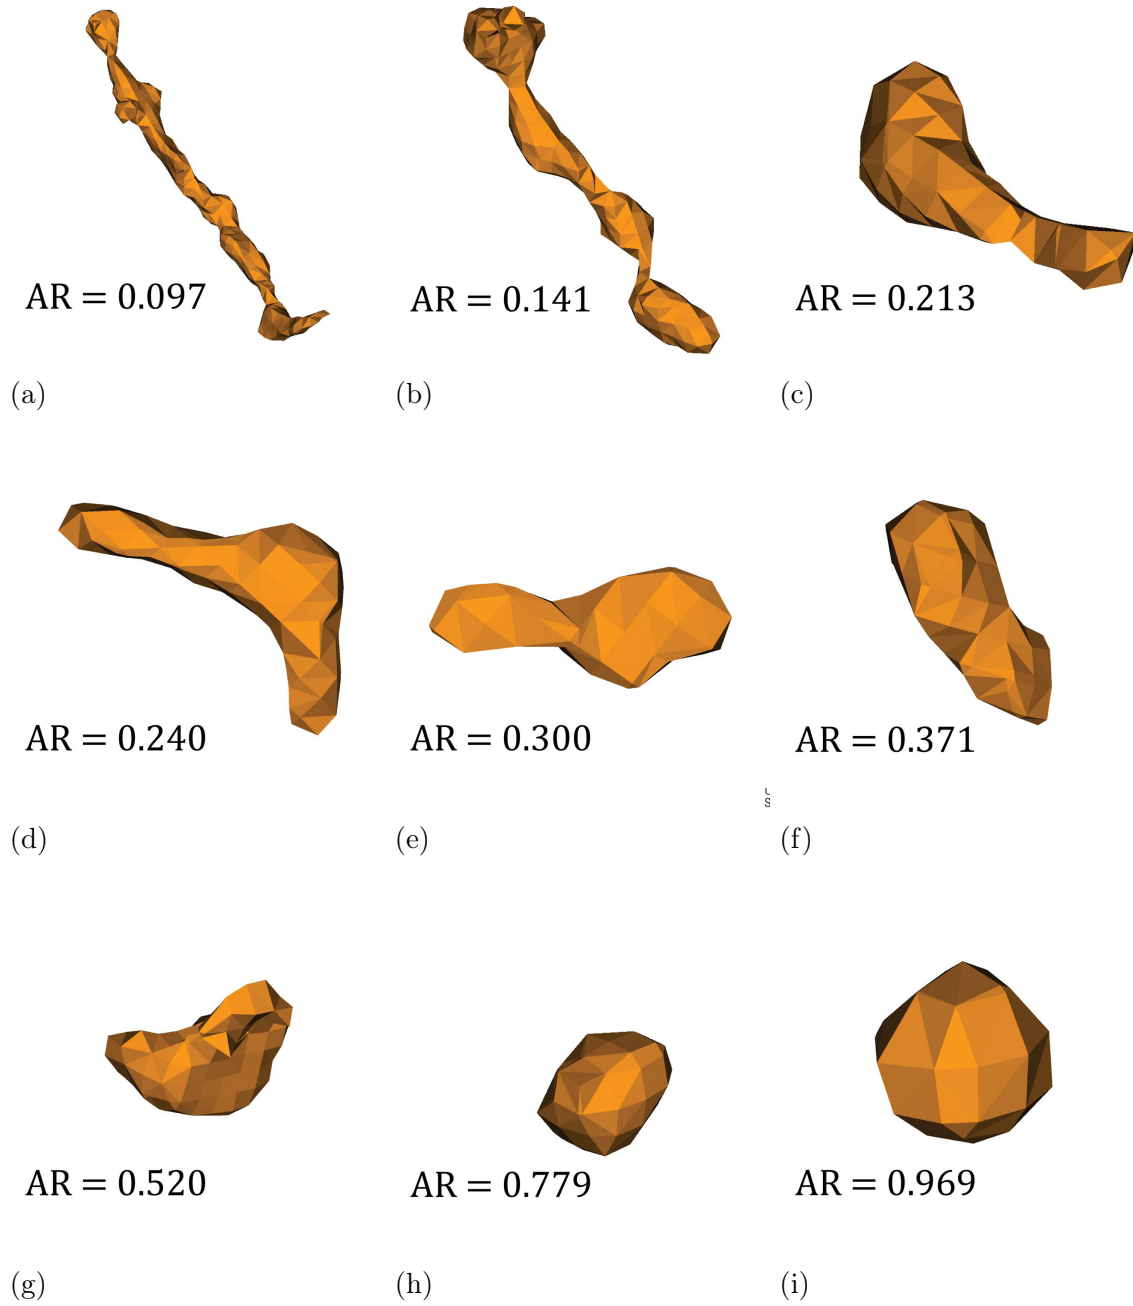 AR = 0.097
AR = 0.141
AR = 0.213
(a)
(b)
(c)
AR = 0.240
AR = 0.300
AR = 0.371
(d)
(e)
(f)
AR = 0.520
AR = 0.779
AR = 0.969
(g)
(h)
(i)